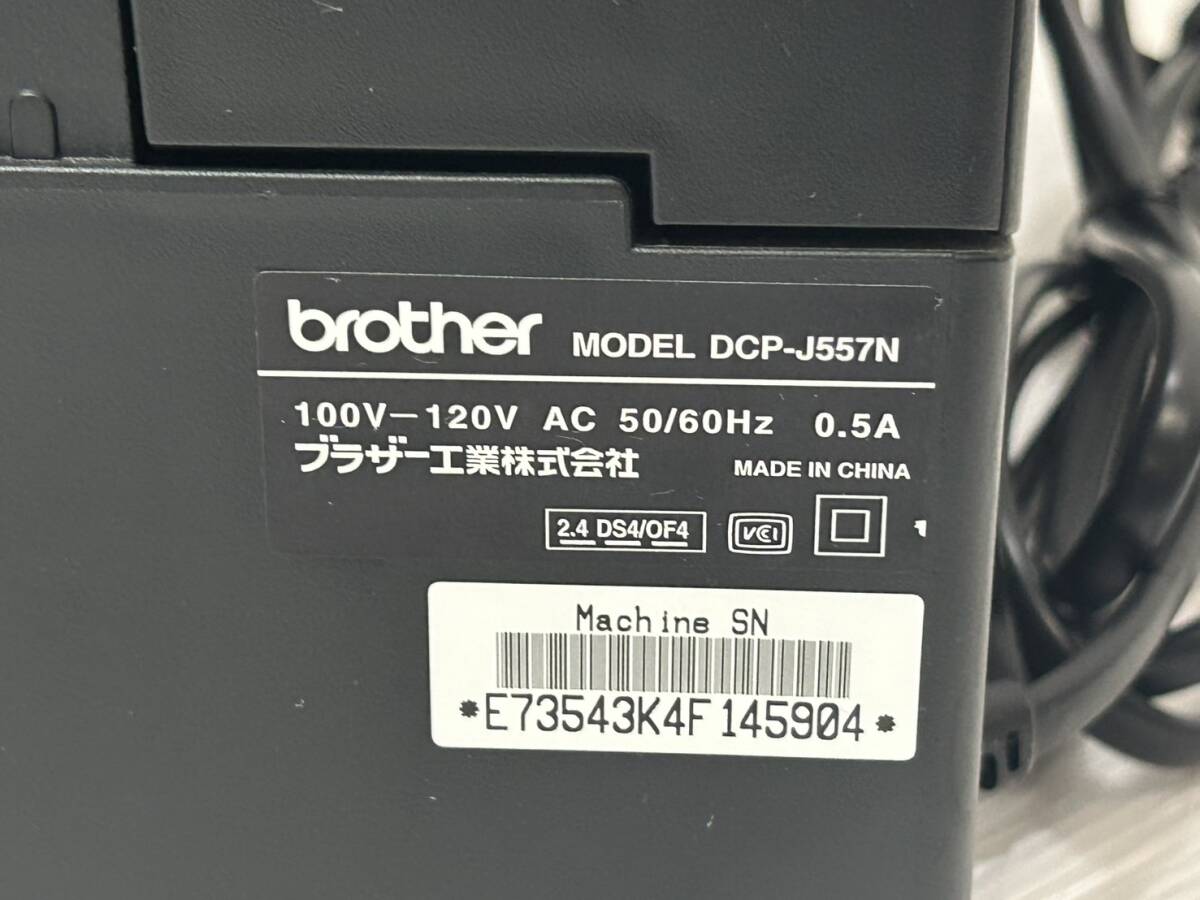 brother MODEL DCP-J557N
100V－120V AC 50/60Hz 0.5A
ブラザー工業株式会社 MADE IN CHINA
2.4 DS4/OF4 VCI
Machine SN
*E73543K4F145904*